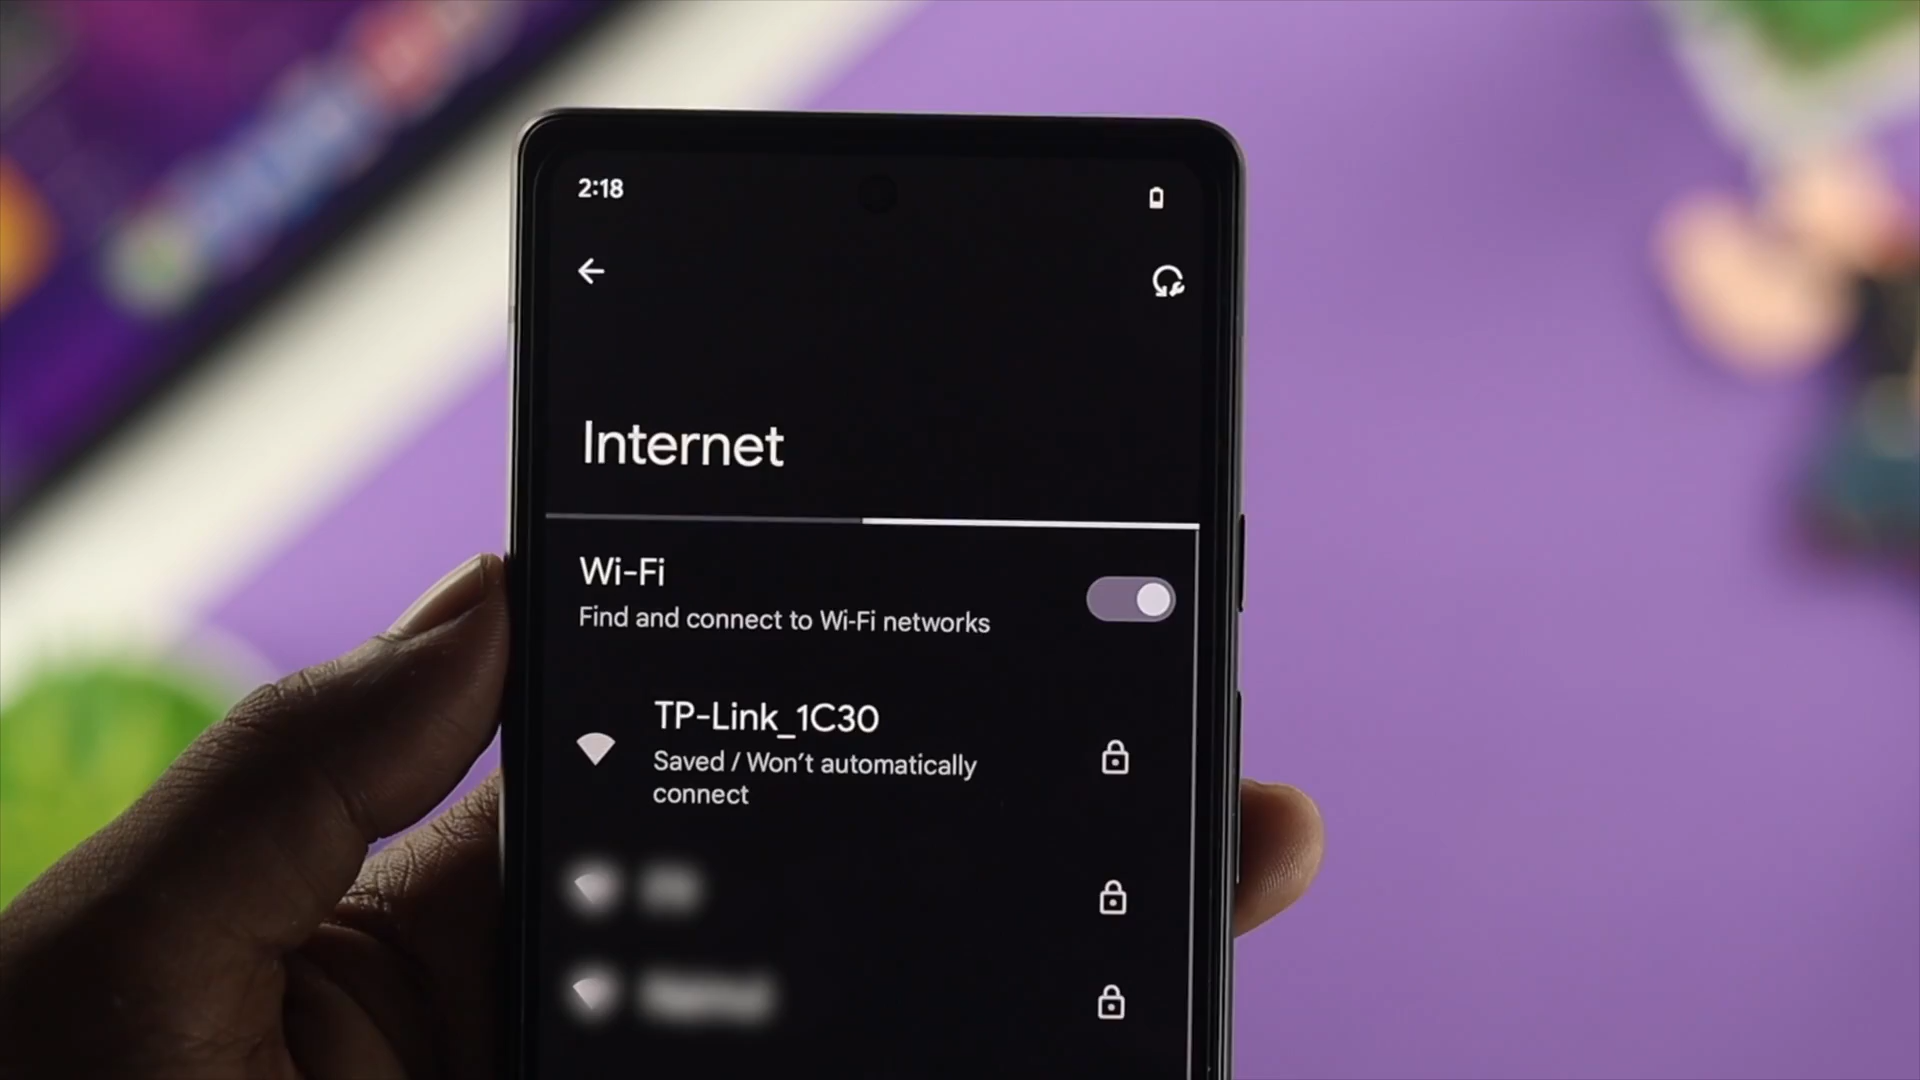 2:18
Internet
Wi-Fi
Find and connect to Wi-Fi networks
TP-Link_1C30
Saved / Won't automatically
connect